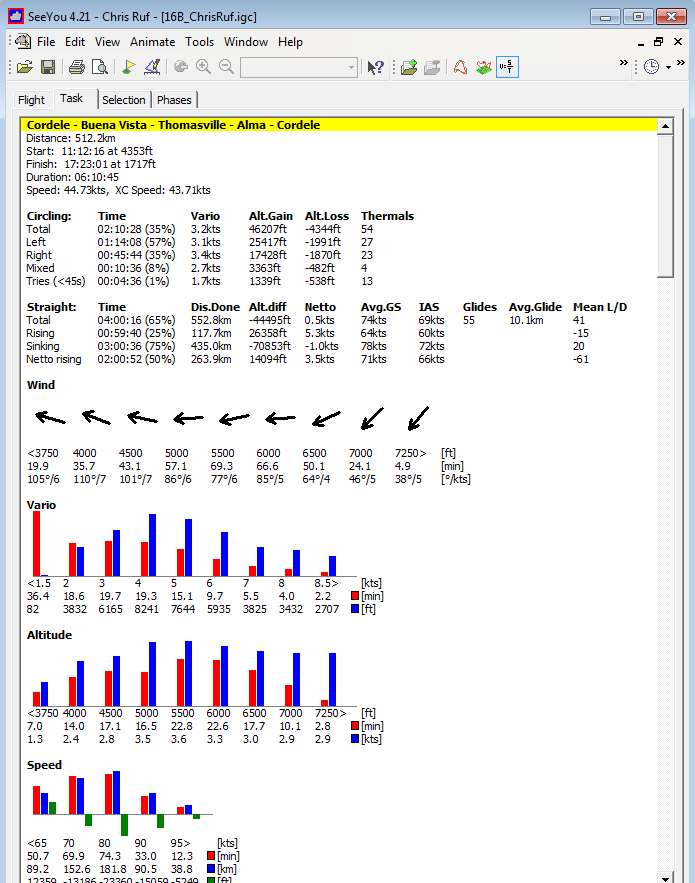 SeeYou 4.21 - Chris Ruf - [16B_ChrisRuf.igc]
File Edit View Animate Tools Window Help
Flight Task Selection Phases
Cordele - Buena Vista - Thomasville - Alma - Cordele
Distance: 512.2km
Start: 11:12:16 at 4353ft
Finish: 17:23:01 at 1717ft
Duration: 06:10:45
Speed: 44.73kts, XC Speed: 43.71kts
Circling: Time Vario Alt.Gain Alt.Loss Thermals
Total 02:10:28 (35%) 3.2kts 46207ft -4344ft 54
Left 01:14:08 (57%) 3.1kts 25417ft -1991ft 27
Right 00:45:44 (35%) 3.4kts 17428ft -1870ft 23
Mixed 00:10:36 (8%) 2.7kts 3363ft -482ft 4
Tries (<45s) 00:04:36 (1%) 1.7kts 1339ft -538ft 13
Straight: Time Dis.Done Alt.diff Netto Avg.GS IAS Glides Avg.Glide Mean L/D
Total 04:00:16 (65%) 552.8km -44495ft 0.5kts 74kts 69kts 55 10.1km 41
Rising 00:59:40 (25%) 117.7km 26358ft 5.3kts 64kts 60kts -15
Sinking 03:00:36 (75%) 435.0km -70853ft -1.0kts 78kts 72kts 20
Netto rising 02:00:52 (50%) 263.9km 14094ft 3.5kts 71kts 66kts -61
Wind
<3750 4000 4500 5000 5500 6000 6500 7000 7250> [ft]
19.9 35.7 43.1 57.1 69.3 66.6 50.1 24.1 4.9 [min]
105°/6 110°/7 101°/7 86°/6 77°/6 85°/5 64°/4 46°/5 38°/5 [°/kts]
Vario
<1.5 2 3 4 5 6 7 8 8.5> [kts]
36.4 18.6 19.7 19.3 15.1 9.7 5.5 4.0 2.2 [min]
82 3832 6165 8241 7644 5935 3825 3432 2707 [ft]
Altitude
<3750 4000 4500 5000 5500 6000 6500 7000 7250> [ft]
7.0 14.0 17.1 16.5 22.8 22.6 17.7 10.1 2.8 [min]
1.3 2.4 2.8 3.5 3.6 3.3 3.0 2.9 2.9 [kts]
Speed
<65 70 80 90 95> [kts]
50.7 69.9 74.3 33.0 12.3 [min]
89.2 152.6 181.8 90.5 38.8 [km]
12359 -13186 -23360 -15059 -5249 [ft]